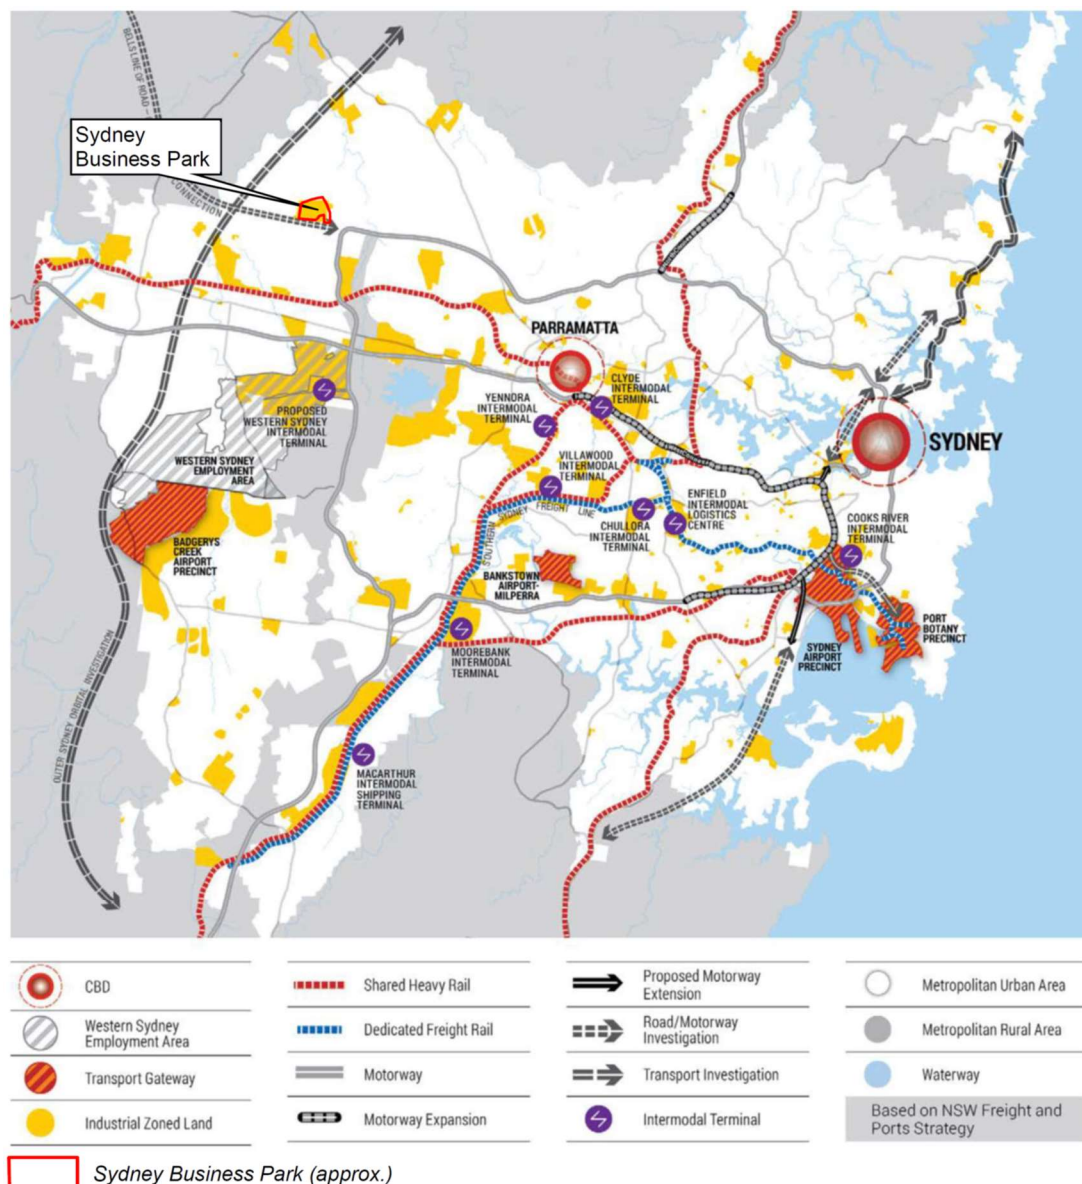 BELLS LINE OF ROAD –
CONNECTION
Sydney
Business Park
PARRAMATTA
CLYDE
INTERMODAL
TERMINAL
YENNORA
INTERMODAL
TERMINAL
PROPOSED
WESTERN SYDNEY
INTERMODAL
TERMINAL
SYDNEY
VILLAWOOD
INTERMODAL
TERMINAL
WESTERN SYDNEY
EMPLOYMENT
AREA
ENFIELD
INTERMODAL
LOGISTICS
CENTRE
SOUTHERN SYDNEY FREIGHT LINE
CHULLORA
INTERMODAL
TERMINAL
COOKS RIVER
INTERMODAL
TERMINAL
BADGERYS
CREEK
AIRPORT
PRECINCT
BANKSTOWN
AIRPORT-
MILPERRA
PORT
BOTANY
PRECINCT
SYDNEY
AIRPORT
PRECINCT
MOOREBANK
INTERMODAL
TERMINAL
OUTER SYDNEY ORBITAL INVESTIGATION
MACARTHUR
INTERMODAL
SHIPPING
TERMINAL
CBD
Western Sydney
Employment Area
Transport Gateway
Industrial Zoned Land
Shared Heavy Rail
Dedicated Freight Rail
Motorway
Motorway Expansion
Proposed Motorway
Extension
Road/Motorway
Investigation
Transport Investigation
Intermodal Terminal
Metropolitan Urban Area
Metropolitan Rural Area
Waterway
Based on NSW Freight and
Ports Strategy
Sydney Business Park (approx.)